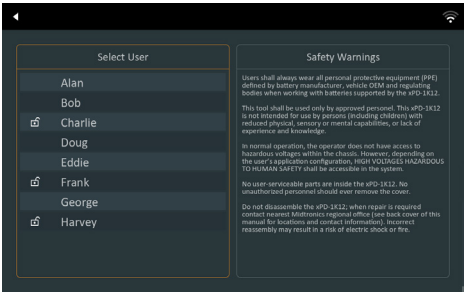 Select User
Alan
Bob
Charlie
Doug
Eddie
Frank
George
Harvey
Safety Warnings
Users shall always wear all personal protective equipment (PPE)
defined by battery manufacturer, vehicle OEM and regulating
bodies when working with batteries supported by the xPD-1K12.
This tool shall be used only by approved personel. This xPD-1K12
is not intended for use by persons (including children) with
reduced physical, sensory or mental capabilities, or lack of
experience and knowledge.
In normal operation, the operator does not have access to
hazardous voltages within the chassis. However, depending on
the user's application configuration, HIGH VOLTAGES HAZARDOUS
TO HUMAN SAFETY shall be accessible in the system.
No user-serviceable parts are inside the xPD-1K12. No
unauthorized personnel should ever remove the cover.
Do not disassemble the xPD-1K12; when repair is required
contact nearest Midtronics regional office (see back cover of this
manual for locations and contact information). Incorrect
reassembly may result in a risk of electric shock or fire.